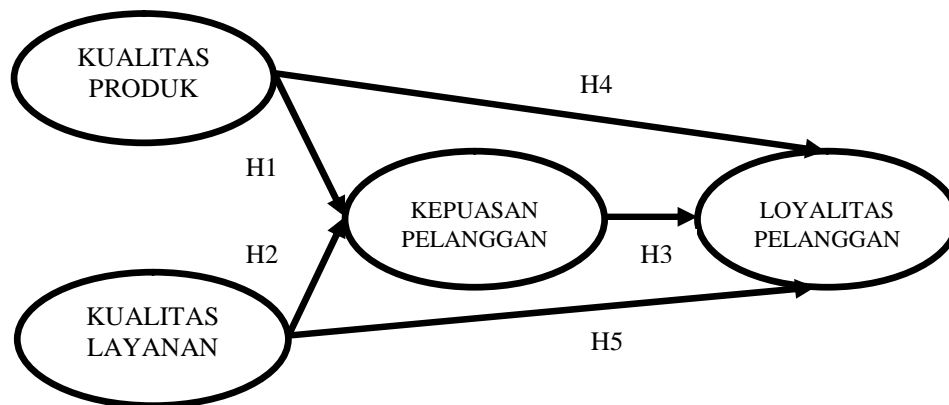 KUALITAS
PRODUK
H4
H1
KEPUASAN
PELANGGAN
LOYALITAS
PELANGGAN
H2
H3
KUALITAS
LAYANAN
H5